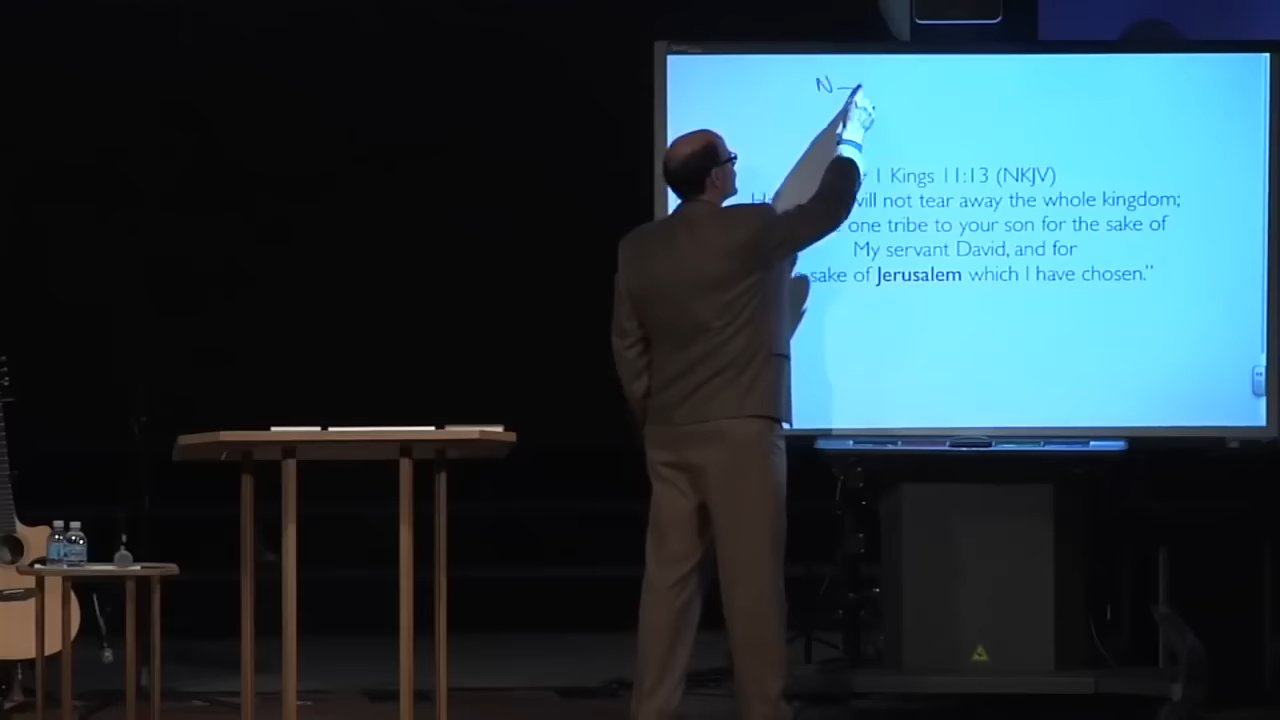 N –
1 Kings 11:13 (NKJV)
will not tear away the whole kingdom;
one tribe to your son for the sake of
My servant David, and for
sake of Jerusalem which I have chosen."